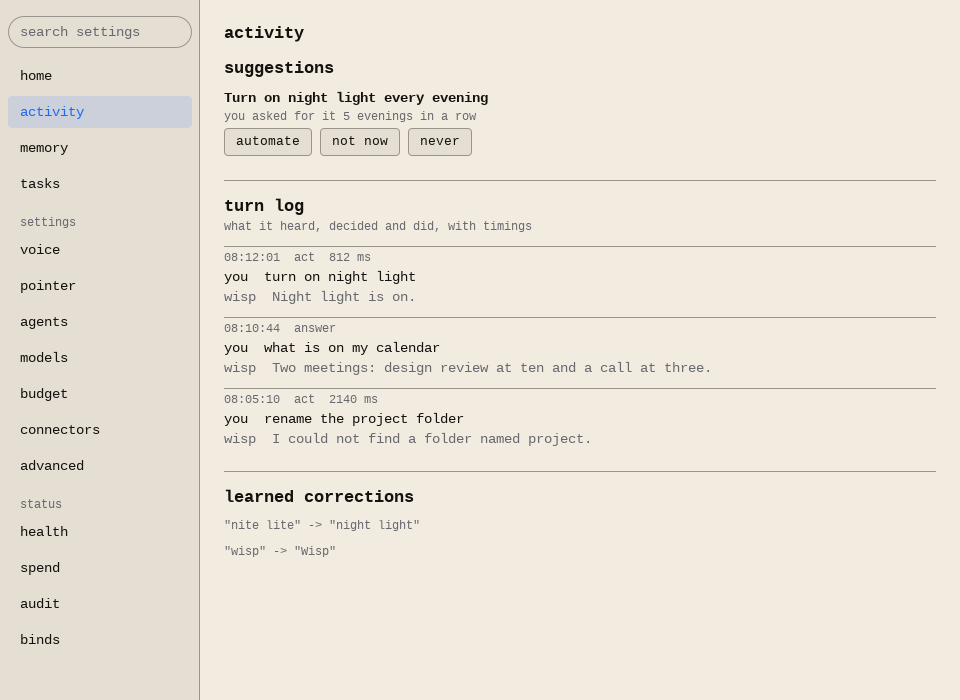 search settings
home
activity
memory
tasks
settings
voice
pointer
agents
models
budget
connectors
advanced
status
health
spend
audit
binds
activity
suggestions
Turn on night light every evening
you asked for it 5 evenings in a row
automate not now never
turn log
what it heard, decided and did, with timings
08:12:01 act 812 ms
you turn on night light
wisp Night light is on.
08:10:44 answer
you what is on my calendar
wisp Two meetings: design review at ten and a call at three.
08:05:10 act 2140 ms
you rename the project folder
wisp I could not find a folder named project.
learned corrections
"nite lite" -> "night light"
"wisp" -> "Wisp"